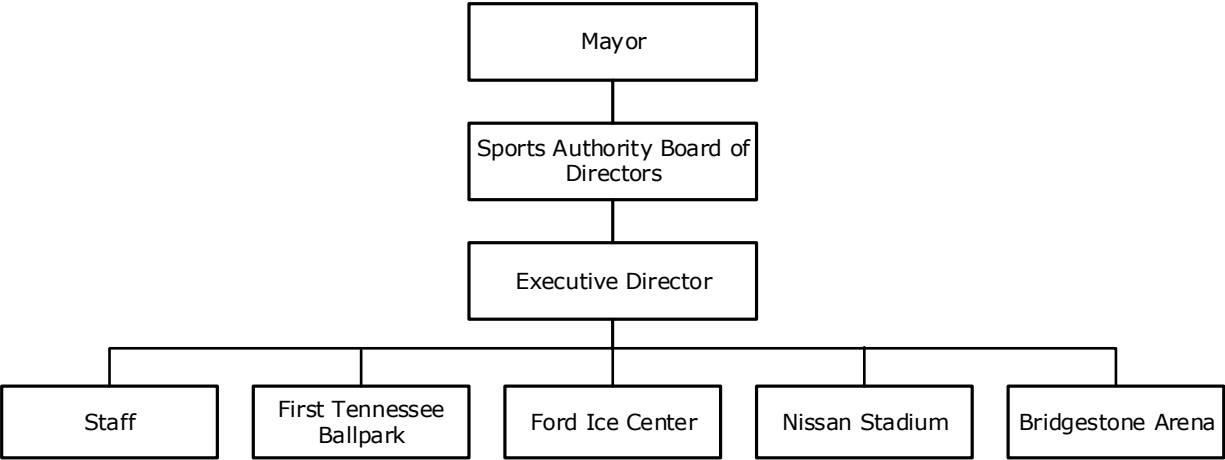 Mayor
Sports Authority Board of
Directors
Executive Director
Staff
First Tennessee
Ballpark
Ford Ice Center
Nissan Stadium
Bridgestone Arena